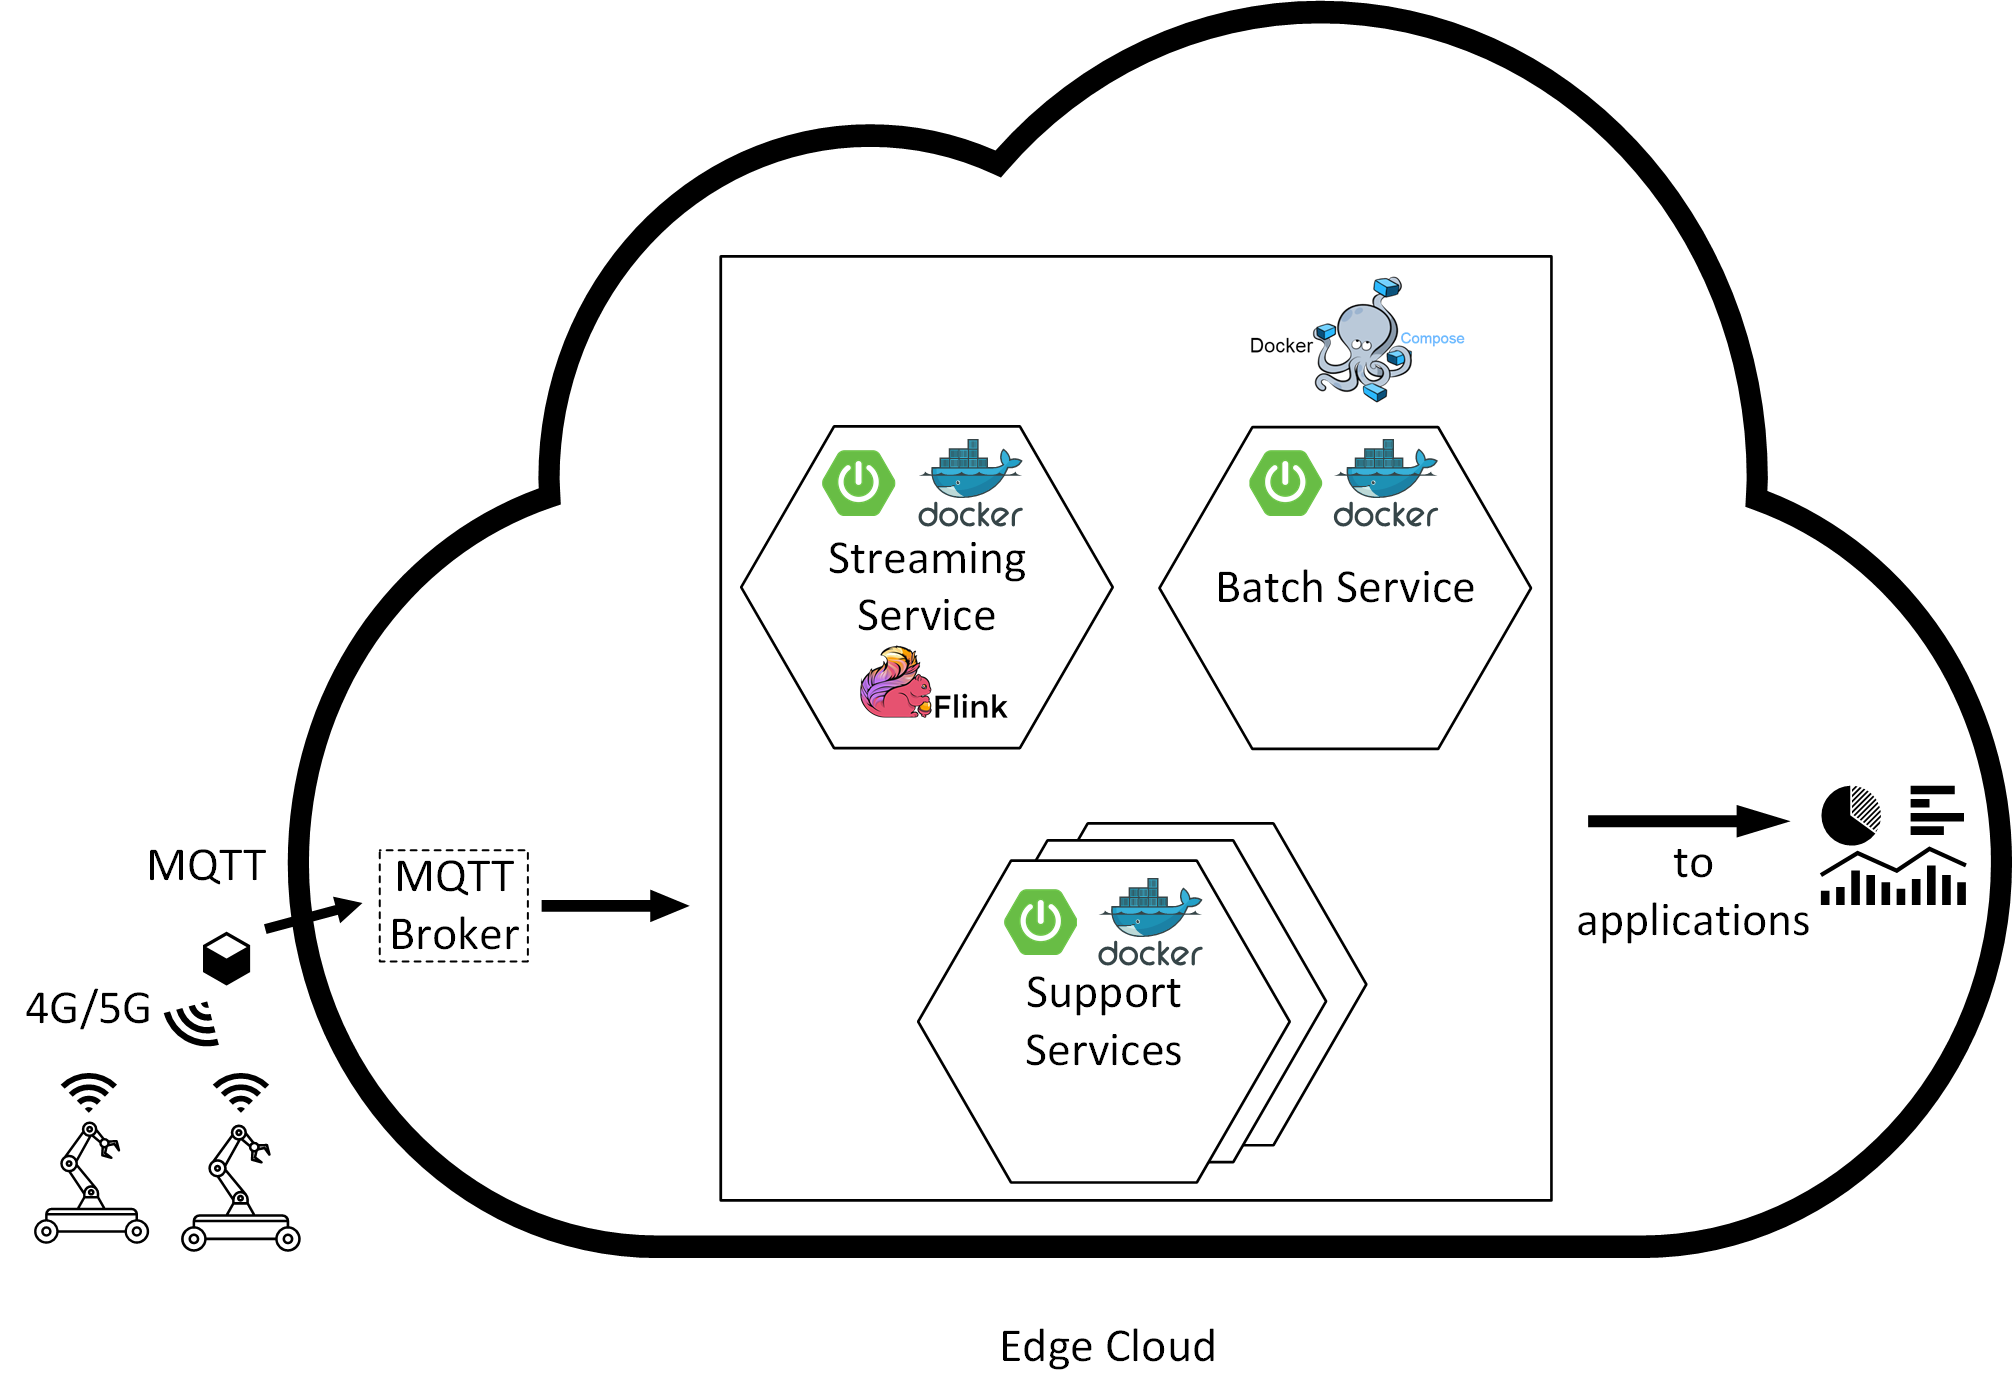 Docker
Compose
docker
Streaming
Service
Flink
docker
Batch Service
MQTT
MQTT
Broker
4G/5G
docker
Support
Services
to
applications
Edge Cloud